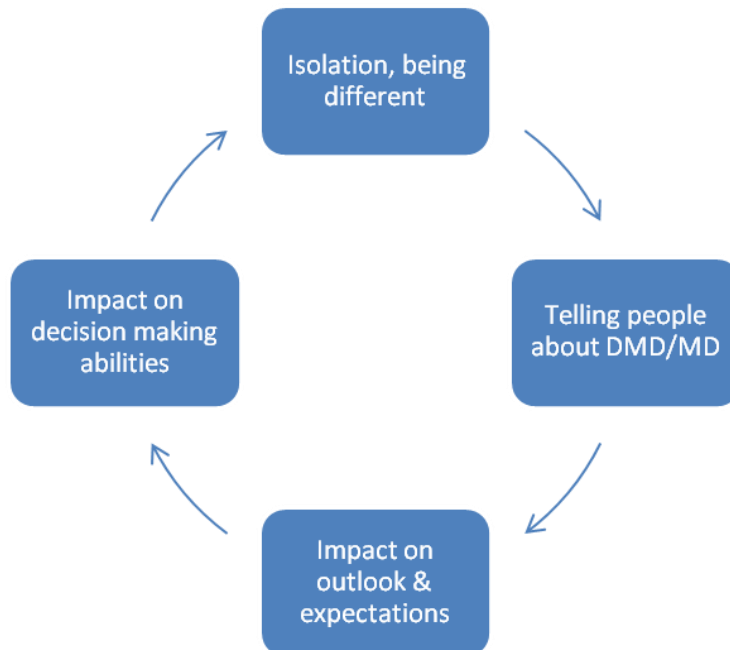 Isolation, being
different
Telling people
about DMD/MD
Impact on
outlook &
expectations
Impact on
decision making
abilities